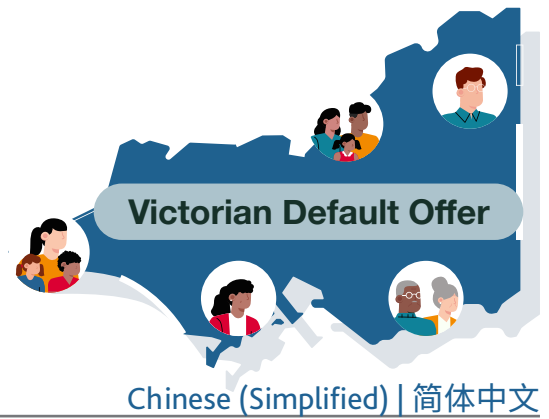 Victorian Default Offer
Chinese (Simplified) | 简体中文